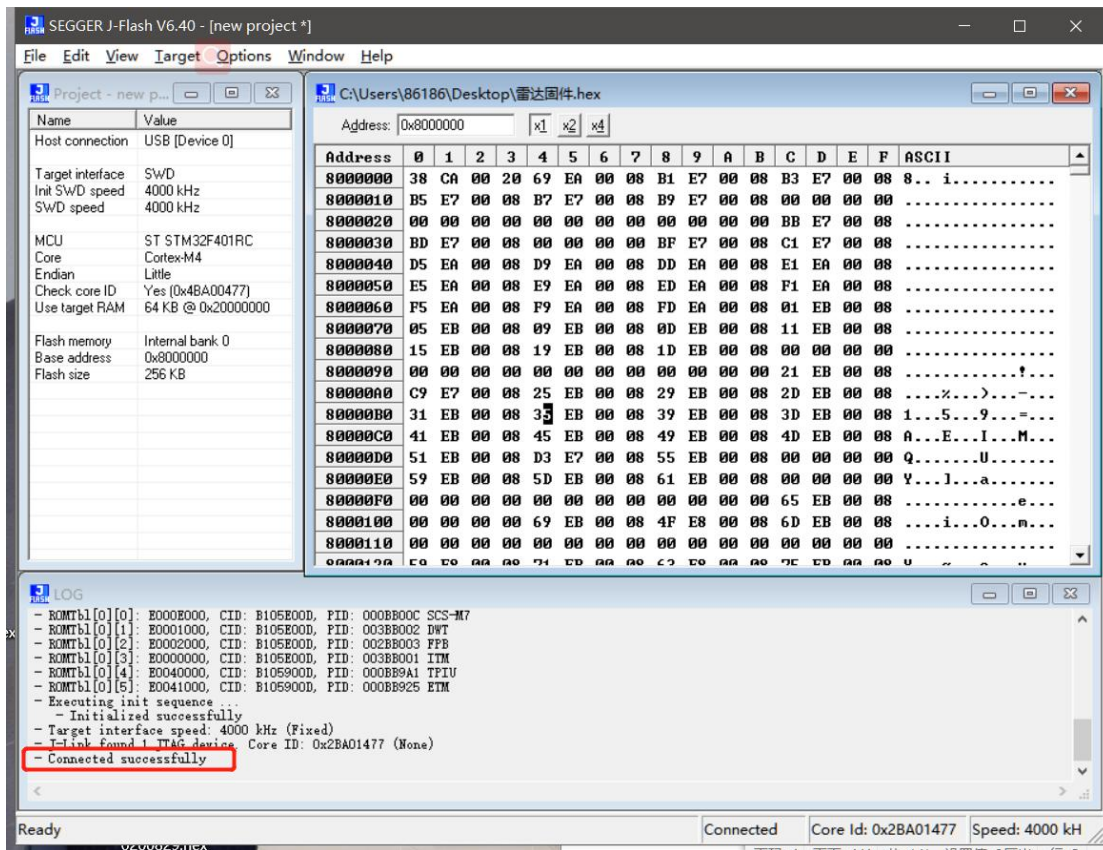 SEGGER J-Flash V6.40 - [new project *]
File Edit View Target Options Window Help
Project - new p...
Name Value
Host connection USB [Device 0]
Target interface SWD
Init SWD speed 4000 kHz
SWD speed 4000 kHz
MCU ST STM32F401RC
Core Cortex-M4
Endian Little
Check core ID Yes (0x4BA00477)
Use target RAM 64 KB @ 0x20000000
Flash memory Internal bank 0
Base address 0x8000000
Flash size 256 KB
C:\Users\86186\Desktop\雷达固件.hex
Address: 0x8000000 x1 x2 x4
Address 0 1 2 3 4 5 6 7 8 9 A B C D E F ASCII
8000000 38 CA 00 20 69 EA 00 08 B1 E7 00 08 B3 E7 00 08 8.. i...........
8000010 B5 E7 00 08 B7 E7 00 08 B9 E7 00 08 00 00 00 00 ................
8000020 00 00 00 00 00 00 00 00 00 00 00 00 BB E7 00 08 ................
8000030 BD E7 00 08 00 00 00 00 BF E7 00 08 C1 E7 00 08 ................
8000040 D5 EA 00 08 D9 EA 00 08 DD EA 00 08 E1 EA 00 08 ................
8000050 E5 EA 00 08 E9 EA 00 08 ED EA 00 08 F1 EA 00 08 ................
8000060 F5 EA 00 08 F9 EA 00 08 FD EA 00 08 01 EB 00 08 ................
8000070 05 EB 00 08 09 EB 00 08 0D EB 00 08 11 EB 00 08 ................
8000080 15 EB 00 08 19 EB 00 08 1D EB 00 08 00 00 00 00 ................
8000090 00 00 00 00 00 00 00 00 00 00 00 00 21 EB 00 08 ............!...
80000A0 C9 E7 00 08 25 EB 00 08 29 EB 00 08 2D EB 00 08 ....%...)...-...
80000B0 31 EB 00 08 35 EB 00 08 39 EB 00 08 3D EB 00 08 1...5...9...=...
80000C0 41 EB 00 08 45 EB 00 08 49 EB 00 08 4D EB 00 08 A...E...I...M...
80000D0 51 EB 00 08 D3 E7 00 08 55 EB 00 08 00 00 00 00 Q.......U.......
80000E0 59 EB 00 08 5D EB 00 08 61 EB 00 08 00 00 00 00 Y...]...a.......
80000F0 00 00 00 00 00 00 00 00 00 00 00 00 65 EB 00 08 ............e...
8000100 00 00 00 00 69 EB 00 08 4F E8 00 08 6D EB 00 08 ....i...O...m...
8000110 00 00 00 00 00 00 00 00 00 00 00 00 00 00 00 00 ................
LOG
- ROMTbl[0][0]: E000E000, CID: B105E00D, PID: 000BB00C SCS-M7
- ROMTbl[0][1]: E0001000, CID: B105E00D, PID: 003BB002 DWT
- ROMTbl[0][2]: E0002000, CID: B105E00D, PID: 002BB003 FPB
- ROMTbl[0][3]: E0000000, CID: B105E00D, PID: 003BB001 ITM
- ROMTbl[0][4]: E0040000, CID: B105900D, PID: 000BB9A1 TPIU
- ROMTbl[0][5]: E0041000, CID: B105900D, PID: 000BB925 ETM
- Executing init sequence ...
- Initialized successfully
- Target interface speed: 4000 kHz (Fixed)
- J-Link found 1 JTAG device. Core ID: 0x2BA01477 (None)
- Connected successfully
Ready Connected Core Id: 0x2BA01477 Speed: 4000 kH